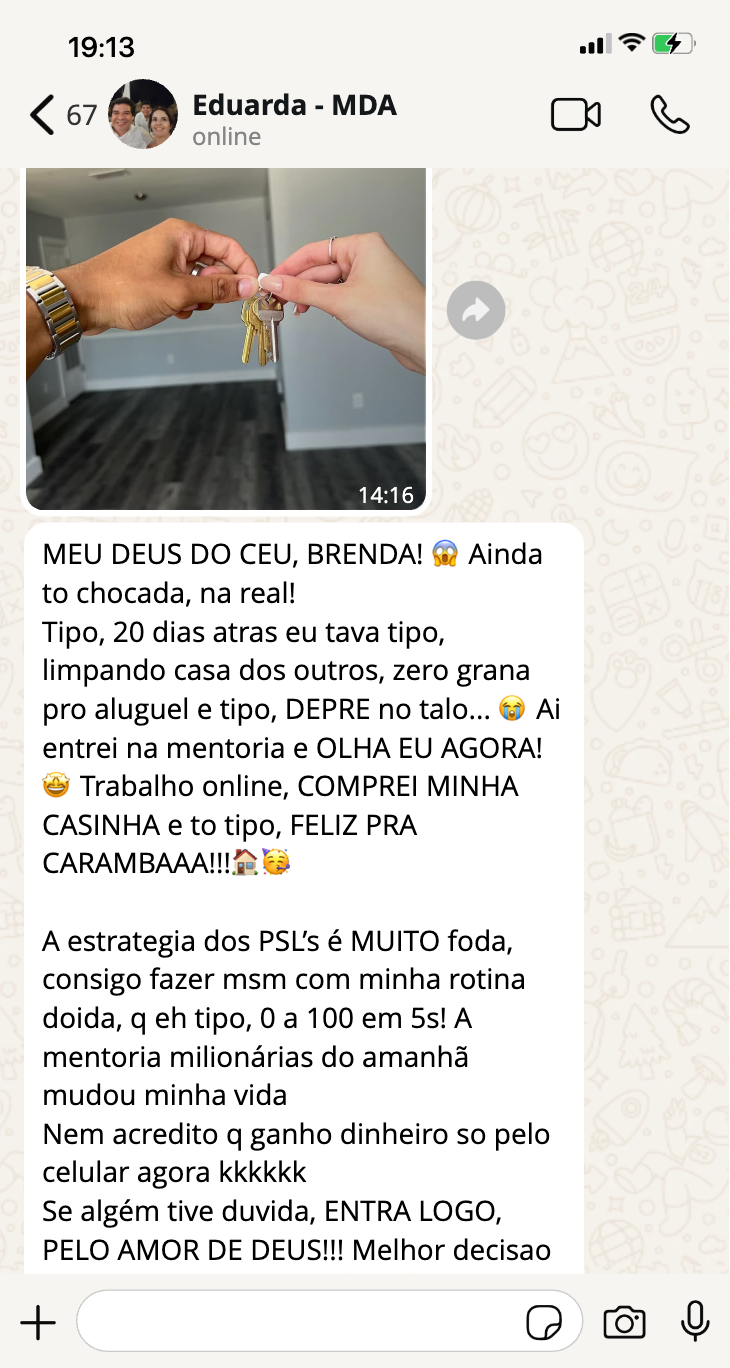 19:13
67
Eduarda - MDA
online
14:16
MEU DEUS DO CEU, BRENDA! 😱 Ainda
to chocada, na real!
Tipo, 20 dias atras eu tava tipo,
limpando casa dos outros, zero grana
pro aluguel e tipo, DEPRE no talo... 😭 Ai
entrei na mentoria e OLHA EU AGORA!
🤩 Trabalho online, COMPREI MINHA
CASINHA e to tipo, FELIZ PRA
CARAMBAAA!!!🏠🥳
A estrategia dos PSL’s é MUITO foda,
consigo fazer msm com minha rotina
doida, q eh tipo, 0 a 100 em 5s! A
mentoria milionárias do amanhã
mudou minha vida
Nem acredito q ganho dinheiro so pelo
celular agora kkkkkk
Se algém tive duvida, ENTRA LOGO,
PELO AMOR DE DEUS!!! Melhor decisao